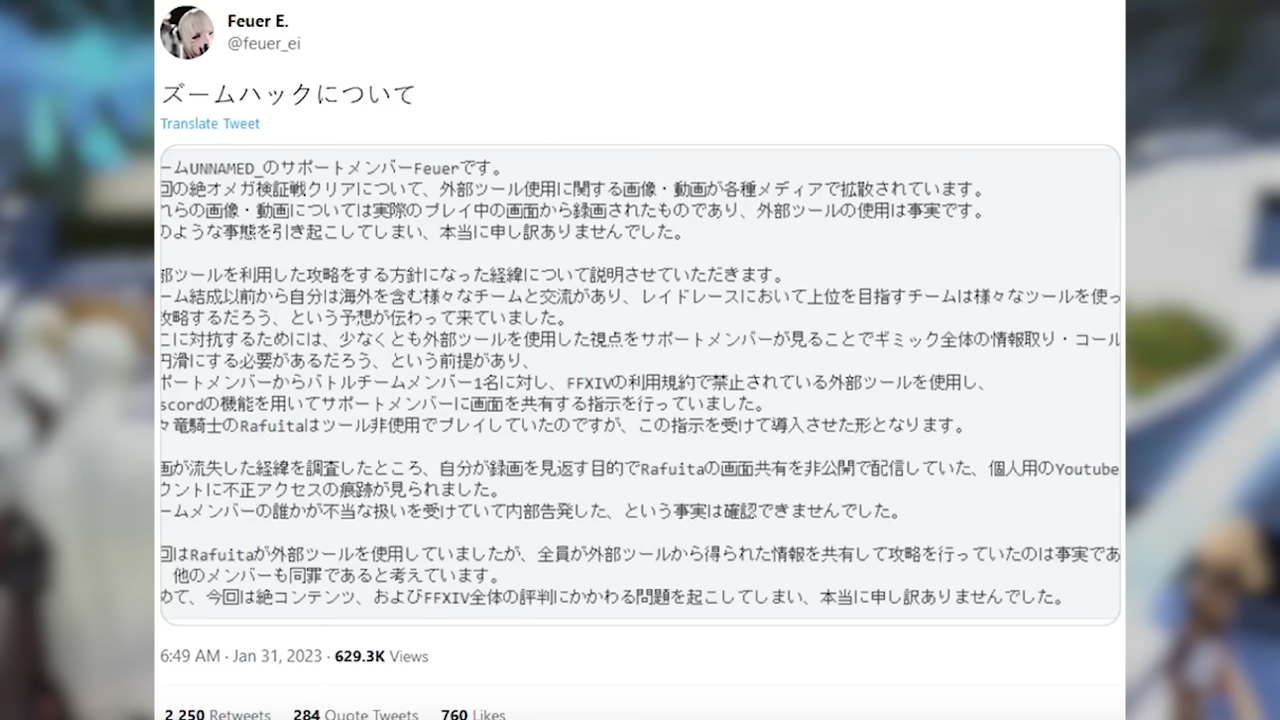 Feuer E.
@feuer_ei
ズームハックについて
Translate Tweet
ームUNNAMED_のサポートメンバーFeuerです。
回の絶オメガ検証戦クリアについて、外部ツール使用に関する画像・動画が各種メディアで拡散されています。
れらの画像・動画については実際のプレイ中の画面から録画されたものであり、外部ツールの使用は事実です。
のような事態を引き起こしてしまい、本当に申し訳ありませんでした。
部ツールを利用した攻略をする方針になった経緯について説明させていただきます。
ーム結成以前から自分は海外を含む様々なチームと交流があり、レイドレースにおいて上位を目指すチームは様々なツールを使っ
攻略するだろう、という予想が伝わって来ていました。
こに対抗するためには、少なくとも外部ツールを使用した視点をサポートメンバーが見ることでギミック全体の情報取り・コール
円滑にする必要があるだろう、という前提があり、
ポートメンバーからバトルチームメンバー1名に対し、FFXIVの利用規約で禁止されている外部ツールを使用し、
scordの機能を用いてサポートメンバーに画面を共有する指示を行っていました。
々竜騎士のRafuitaはツール非使用でプレイしていたのですが、この指示を受けて導入させた形となります。
画が流失した経緯を調査したところ、自分が録画を見返す目的でRafuitaの画面共有を非公開で配信していた、個人用のYoutube
ウントに不正アクセスの痕跡が見られました。
ームメンバーの誰かが不当な扱いを受けていて内部告発した、という事実は確認できませんでした。
回はRafuitaが外部ツールを使用していましたが、全員が外部ツールから得られた情報を共有して攻略を行っていたのは事実であ
、他のメンバーも同罪であると考えています。
めて、今回は絶コンテンツ、およびFFXIV全体の評判にかかわる問題を起こしてしまい、本当に申し訳ありませんでした。
6:49 AM · Jan 31, 2023 · 629.3K Views
2 250 Retweets 284 Quote Tweets 760 Likes